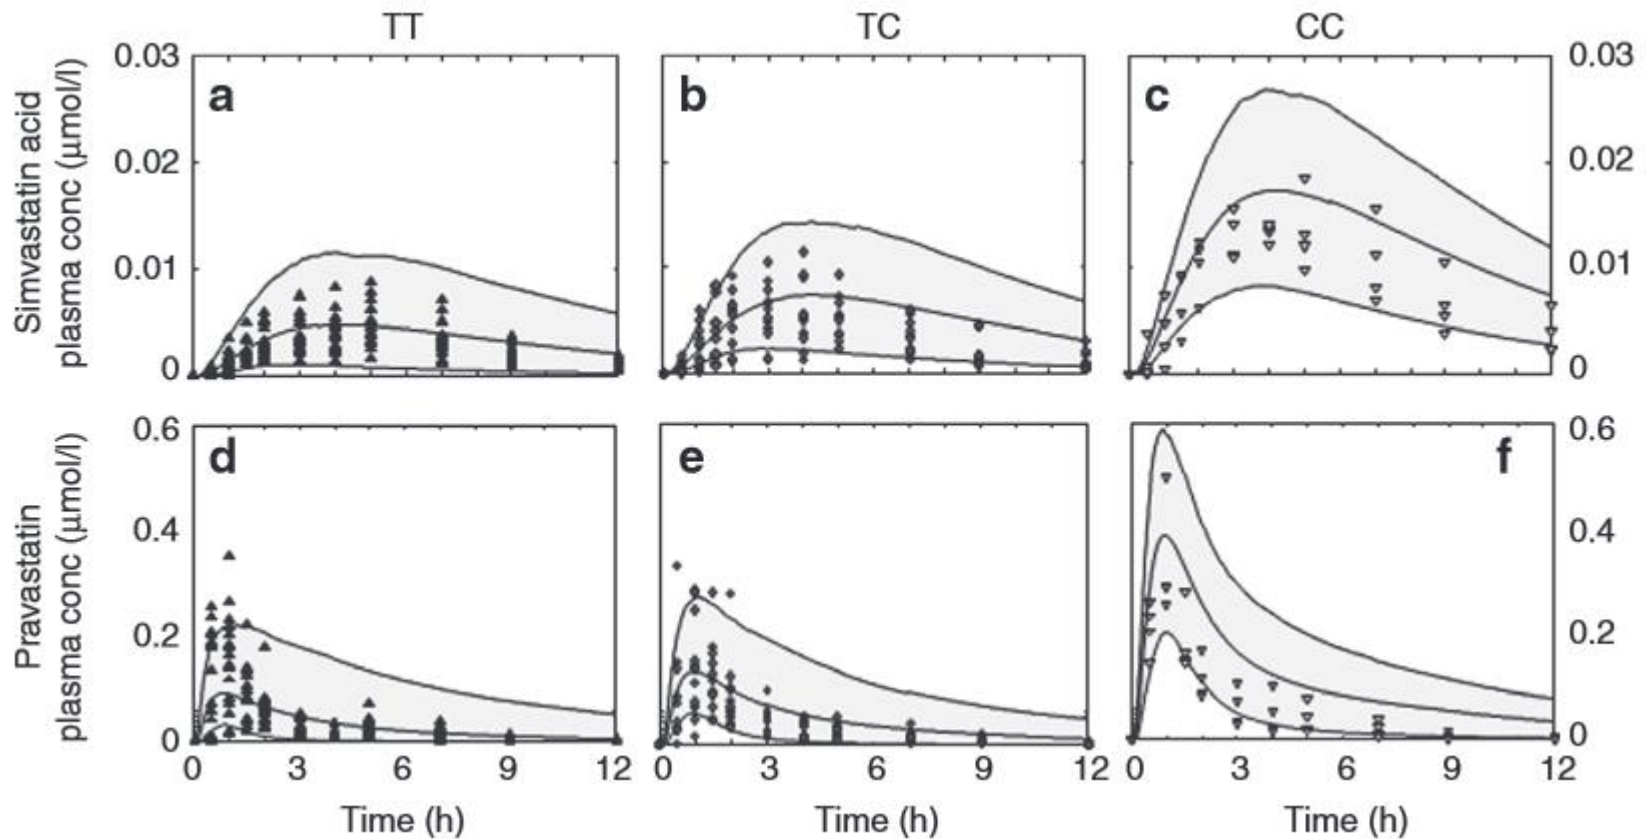 TT TC CC
Simvastatin acid
plasma conc (μmol/l)
0.03
0.02
0.01
0
a
b
c
0.03
0.02
0.01
0
Pravastatin
plasma conc (μmol/l)
0.6
0.4
0.2
0
d
e
f
0.6
0.4
0.2
0
0 3 6 9 12 0 3 6 9 12 0 3 6 9 12
Time (h) Time (h) Time (h)